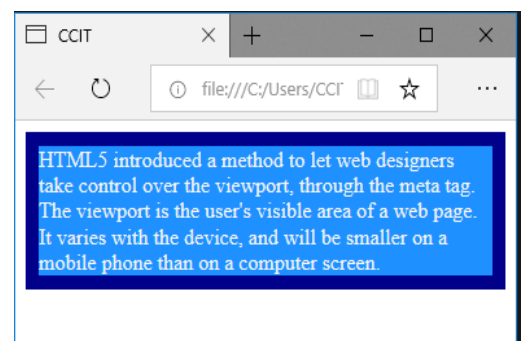 CCIT
file:///C:/Users/CCIT
HTML5 introduced a method to let web designers
take control over the viewport, through the meta tag.
The viewport is the user's visible area of a web page.
It varies with the device, and will be smaller on a
mobile phone than on a computer screen.